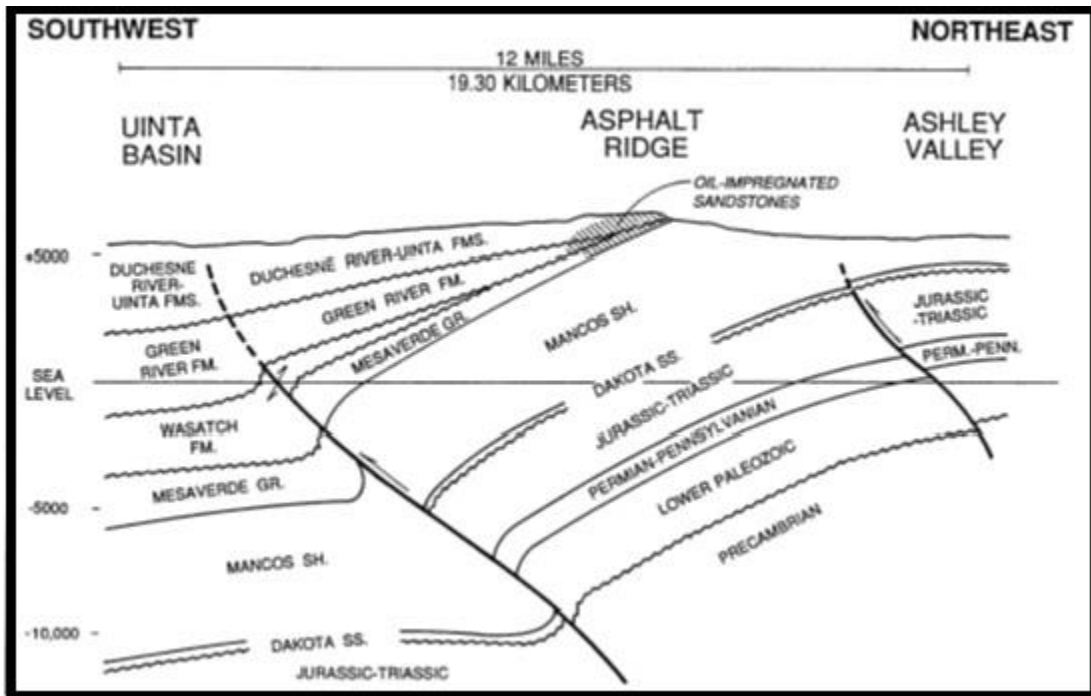 SOUTHWEST
NORTHEAST
12 MILES
19.30 KILOMETERS
UINTA
BASIN
ASPHALT
RIDGE
ASHLEY
VALLEY
OIL-IMPREGNATED
SANDSTONES
+5000
DUCHESNE
RIVER-
UINTA FMS.
DUCHESNE RIVER-UINTA FMS.
GREEN RIVER FM.
MESAVERDE GR.
MANCOS SH.
JURASSIC
-TRIASSIC
GREEN
RIVER FM.
PERM.-PENN.
SEA
LEVEL
DAKOTA SS.
JURASSIC-TRIASSIC
PERMIAN-PENNSYLVANIAN
LOWER PALEOZOIC
PRECAMBRIAN
WASATCH
FM.
MESAVERDE GR.
-5000
MANCOS SH.
-10,000
DAKOTA SS.
JURASSIC-TRIASSIC